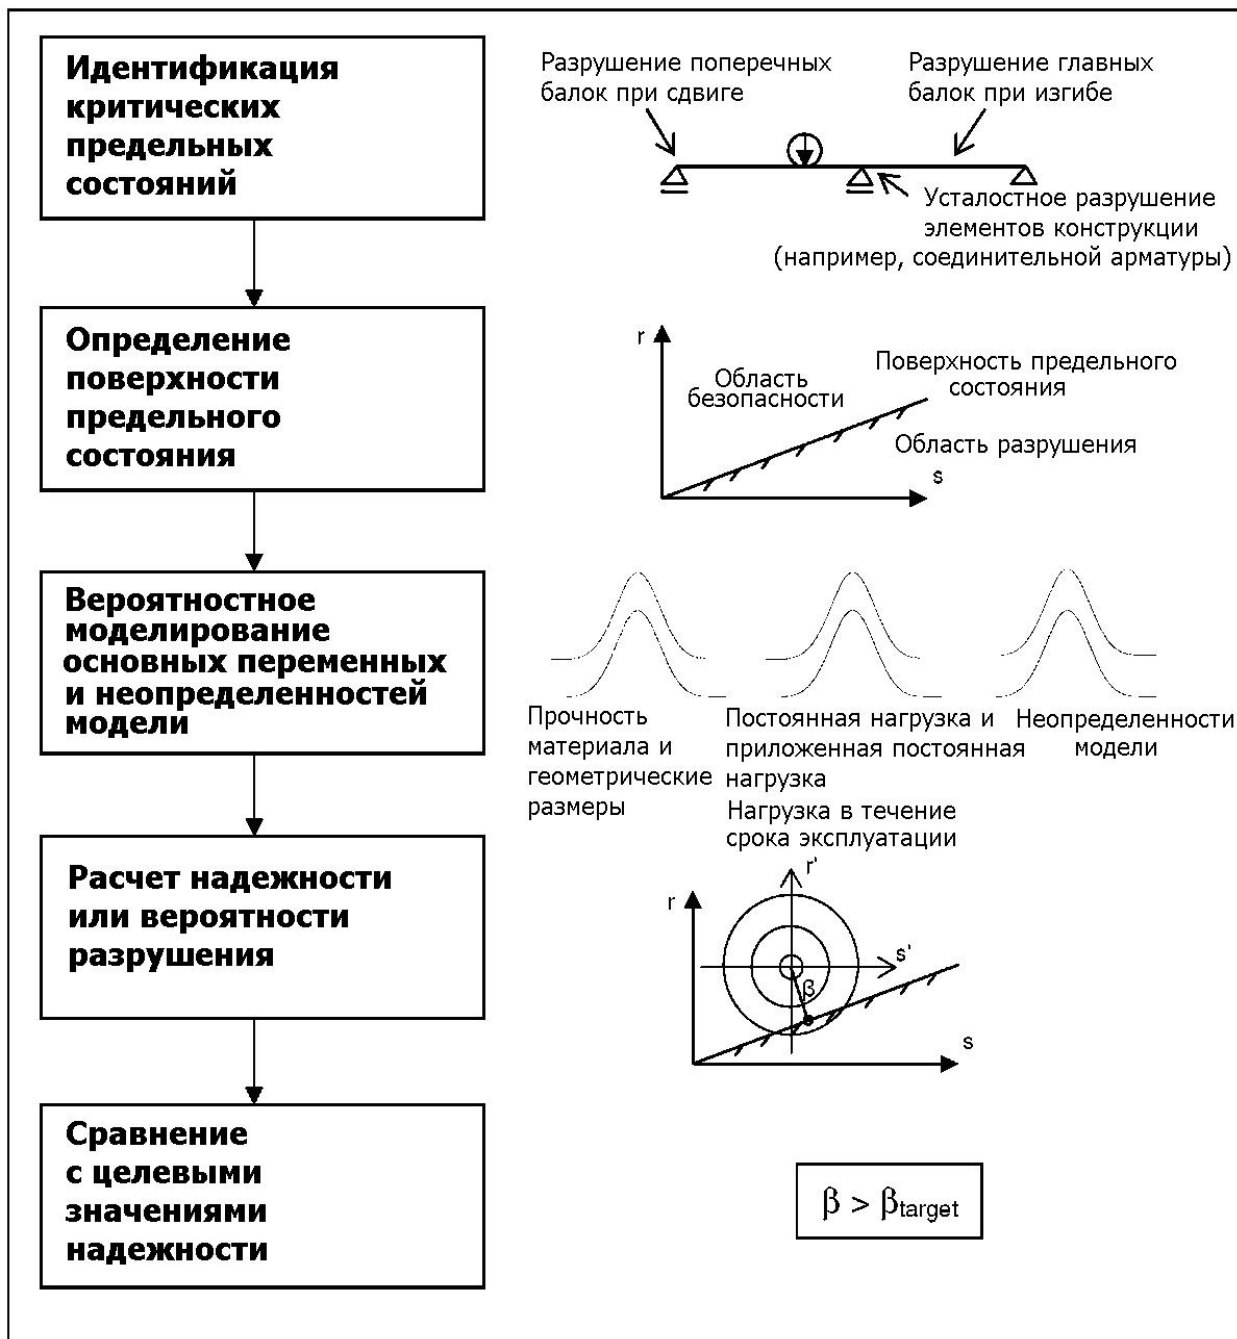 Идентификация
критических
предельных
состояний
Разрушение поперечных
балок при сдвиге
Разрушение главных
балок при изгибе
Усталостное разрушение
элементов конструкции
(например, соединительной арматуры)
Определение
поверхности
предельного
состояния
r
Область
безопасности
Поверхность предельного
состояния
Область разрушения
s
Вероятностное
моделирование
основных переменных
и неопределенностей
модели
Прочность
материала и
геометрические
размеры
Постоянная нагрузка и
приложенная постоянная
нагрузка
Нагрузка в течение
срока эксплуатации
Неопределенности
модели
Расчет надежности
или вероятности
разрушения
r
r'
s'
β
s
Сравнение
с целевыми
значениями
надежности
β > βtarget